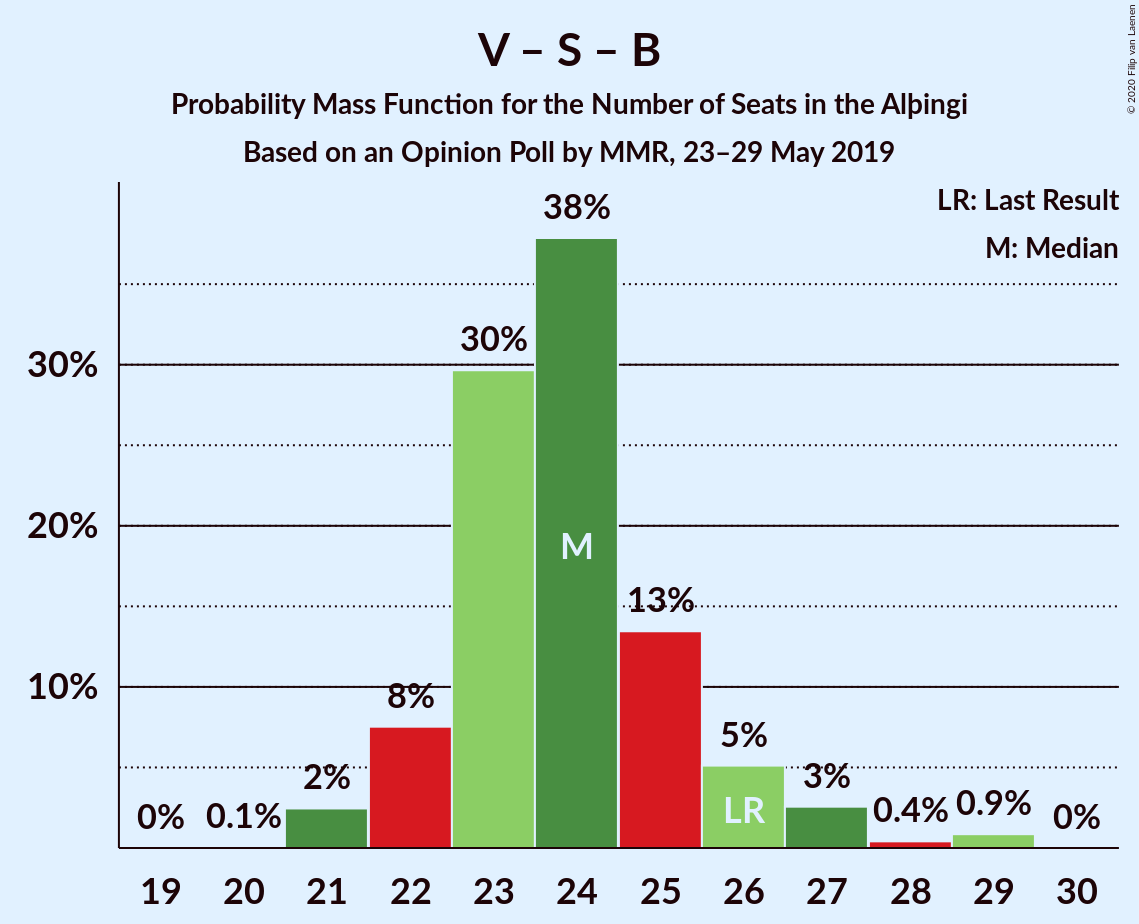 V – S – B
Probability Mass Function for the Number of Seats in the Alþingi
Based on an Opinion Poll by MMR, 23–29 May 2019
© 2020 Filip van Laenen
LR: Last Result
M: Median
38%
30%
30%
20%
M
13%
10%
8%
5%
2%
3%
0%
0.1%
LR
0.4%
0.9%
0%
19 20 21 22 23 24 25 26 27 28 29 30